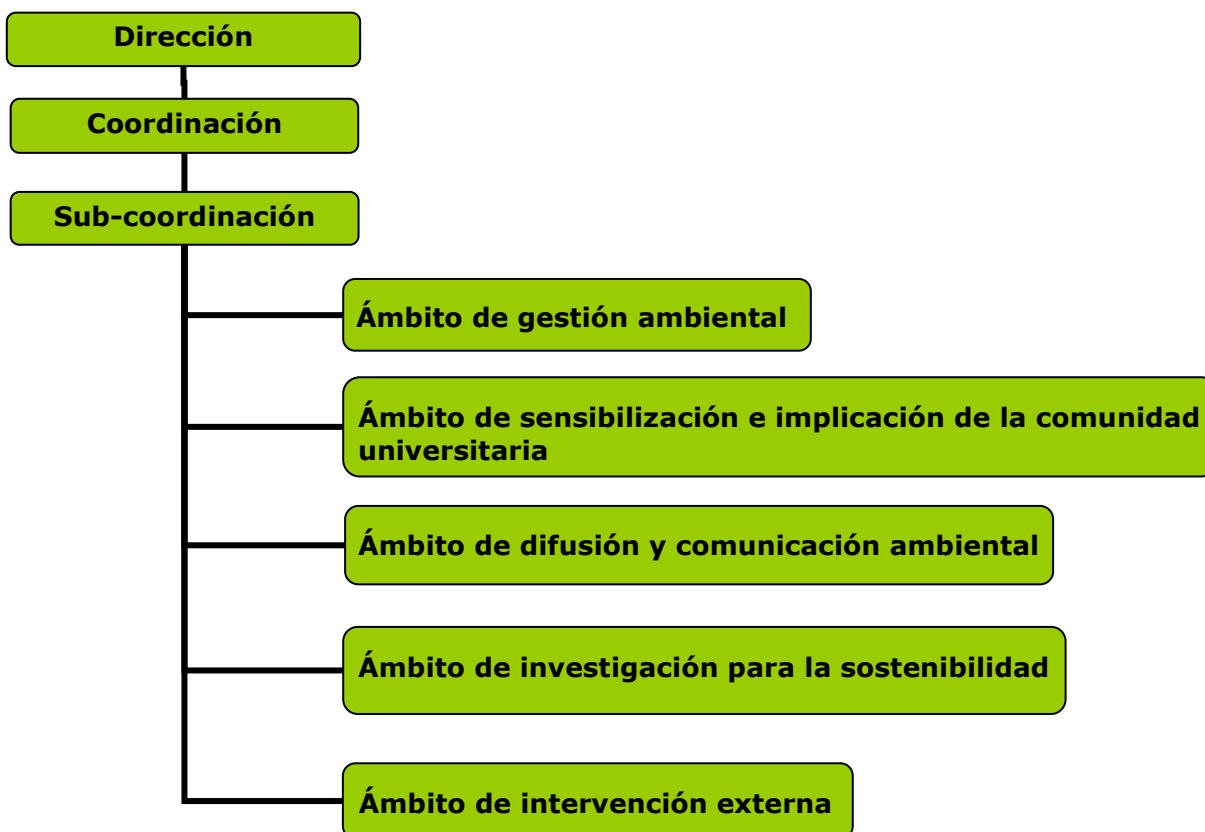 Dirección
Coordinación
Sub-coordinación
Ámbito de gestión ambiental
Ámbito de sensibilización e implicación de la comunidad
universitaria
Ámbito de difusión y comunicación ambiental
Ámbito de investigación para la sostenibilidad
Ámbito de intervención externa